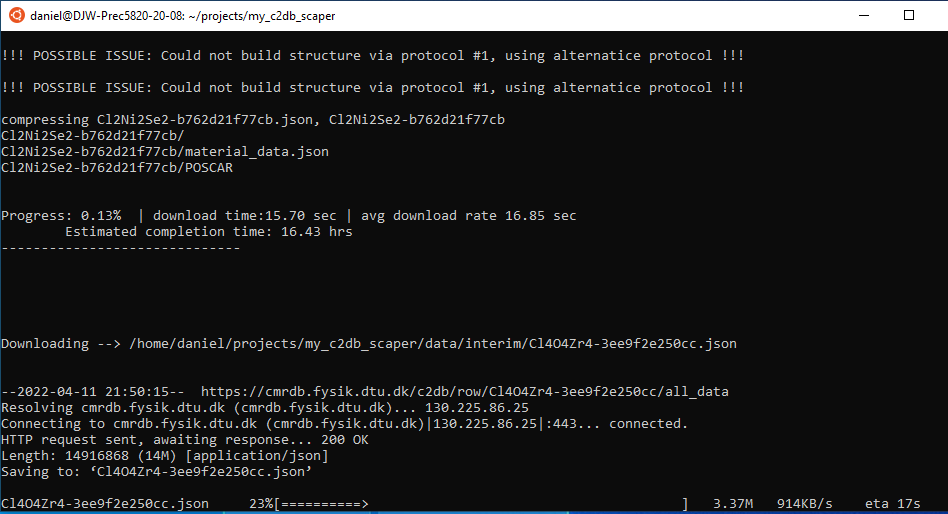 daniel@DJW-Prec5820-20-08: ~/projects/my_c2db_scaper
!!! POSSIBLE ISSUE: Could not build structure via protocol #1, using alternatice protocol !!!
!!! POSSIBLE ISSUE: Could not build structure via protocol #1, using alternatice protocol !!!
compressing Cl2Ni2Se2-b762d21f77cb.json, Cl2Ni2Se2-b762d21f77cb
Cl2Ni2Se2-b762d21f77cb/
Cl2Ni2Se2-b762d21f77cb/material_data.json
Cl2Ni2Se2-b762d21f77cb/POSCAR
Progress: 0.13%  | download time:15.70 sec | avg download rate 16.85 sec
Estimated completion time: 16.43 hrs
------------------------------
Downloading --> /home/daniel/projects/my_c2db_scaper/data/interim/Cl4O4Zr4-3ee9f2e250cc.json
--2022-04-11 21:50:15--  https://cmrdb.fysik.dtu.dk/c2db/row/Cl4O4Zr4-3ee9f2e250cc/all_data
Resolving cmrdb.fysik.dtu.dk (cmrdb.fysik.dtu.dk)... 130.225.86.25
Connecting to cmrdb.fysik.dtu.dk (cmrdb.fysik.dtu.dk)|130.225.86.25|:443... connected.
HTTP request sent, awaiting response... 200 OK
Length: 14916868 (14M) [application/json]
Saving to: ‘Cl4O4Zr4-3ee9f2e250cc.json’
Cl4O4Zr4-3ee9f2e250cc.json     23%[==========>                                       ]   3.37M   914KB/s    eta 17s